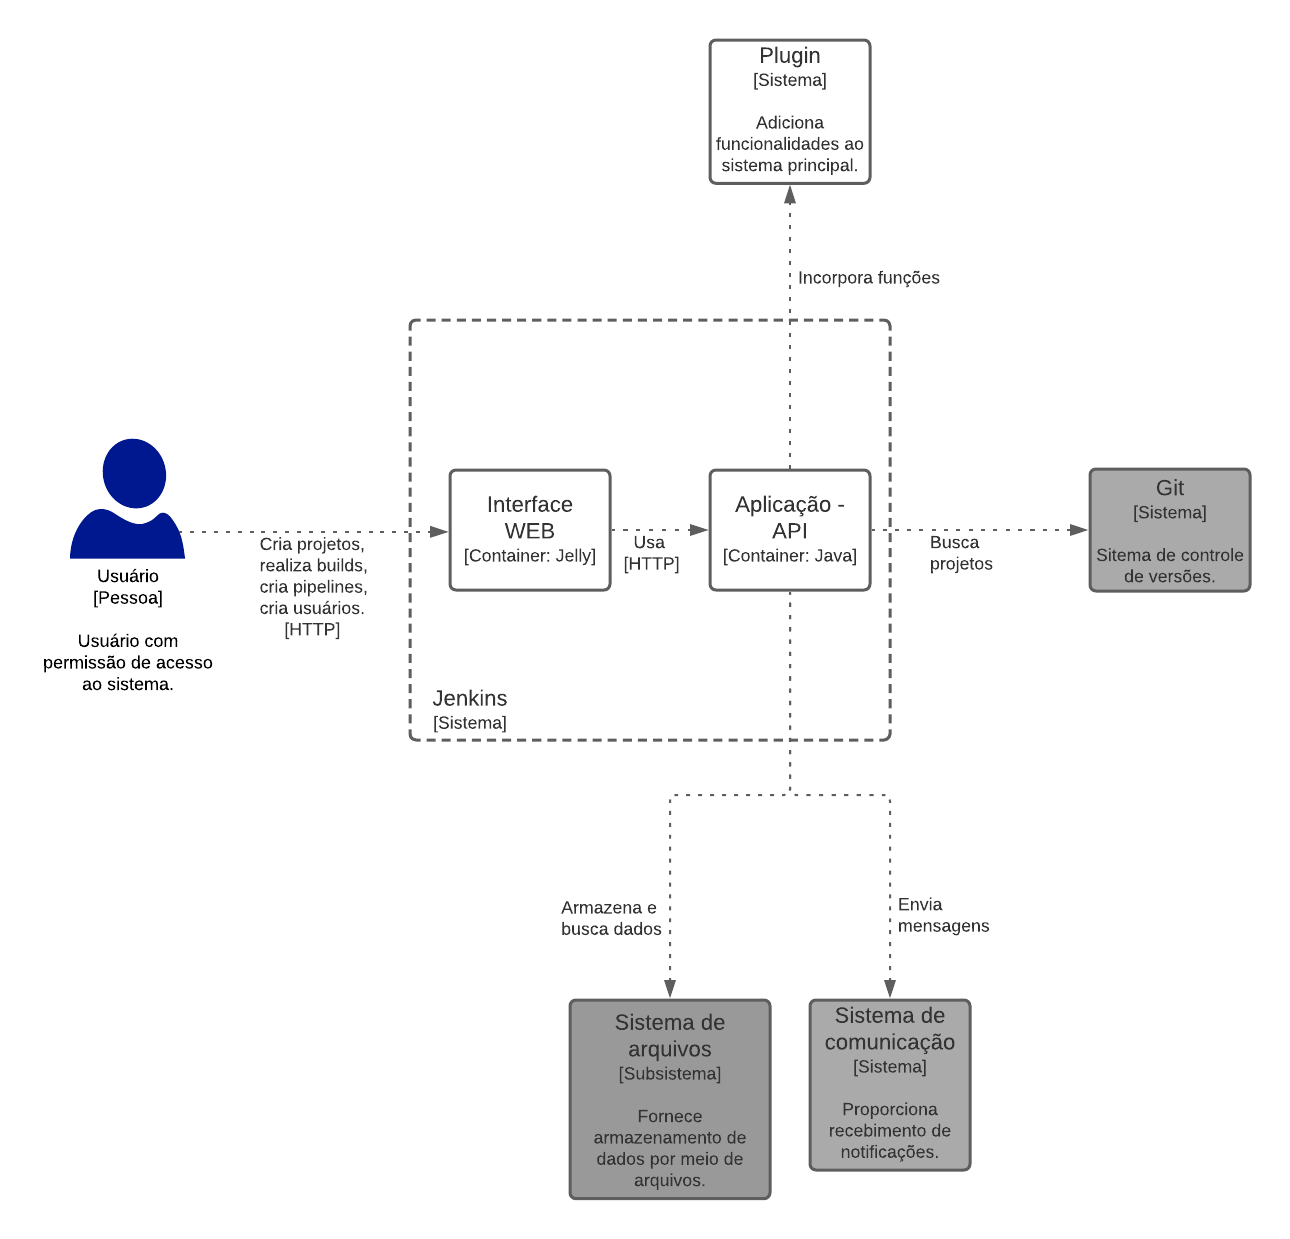 Plugin
[Sistema]
Adiciona
funcionalidades ao
sistema principal.
Incorpora funções
Interface
WEB
[Container: Jelly]
Usa
[HTTP]
Aplicação -
API
[Container: Java]
Busca
projetos
Git
[Sistema]
Sitema de controle
de versões.
Cria projetos,
realiza builds,
cria pipelines,
cria usuários.
[HTTP]
Usuário
[Pessoa]
Usuário com
permissão de acesso
ao sistema.
Jenkins
[Sistema]
Armazena e
busca dados
Envia
mensagens
Sistema de
arquivos
[Subsistema]
Fornece
armazenamento de
dados por meio de
arquivos.
Sistema de
comunicação
[Sistema]
Proporciona
recebimento de
notificações.